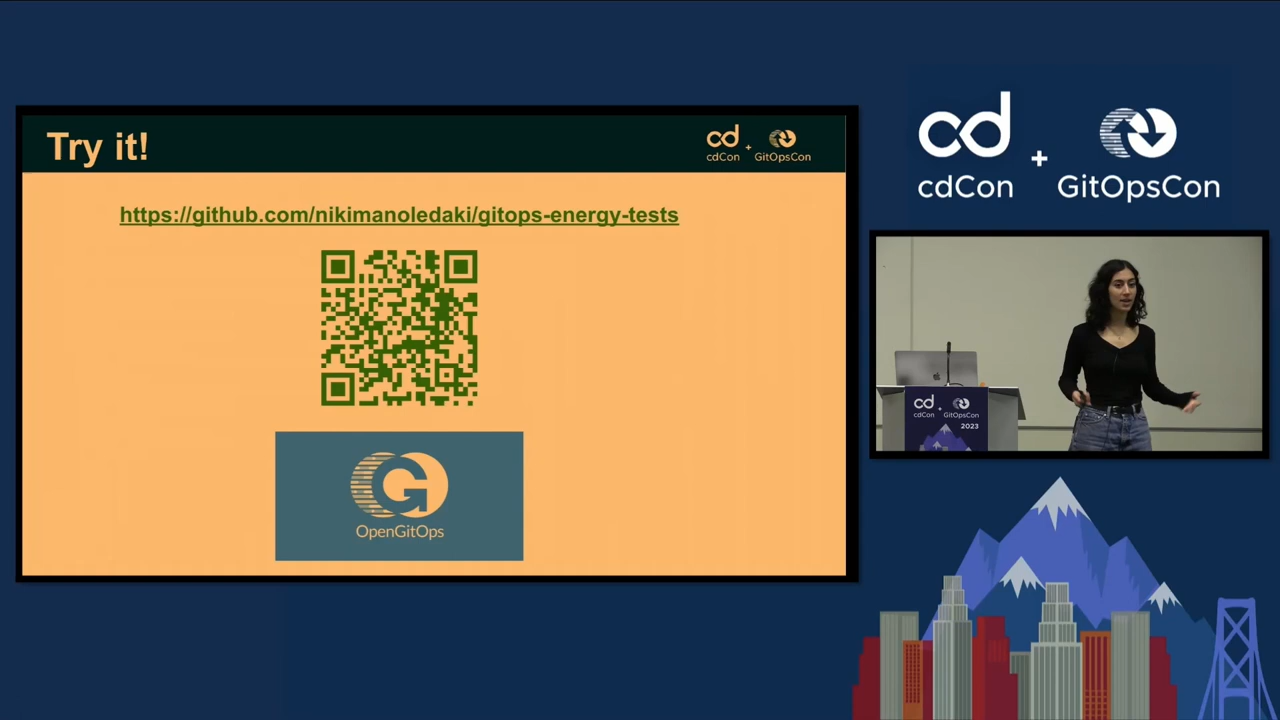 Try it!
cd
cdCon
+
GitOpsCon
https://github.com/nikimanoledaki/gitops-energy-tests
OpenGitOps
cd
cdCon
+
GitOpsCon
cd
cdCon
+
GitOpsCon
2023